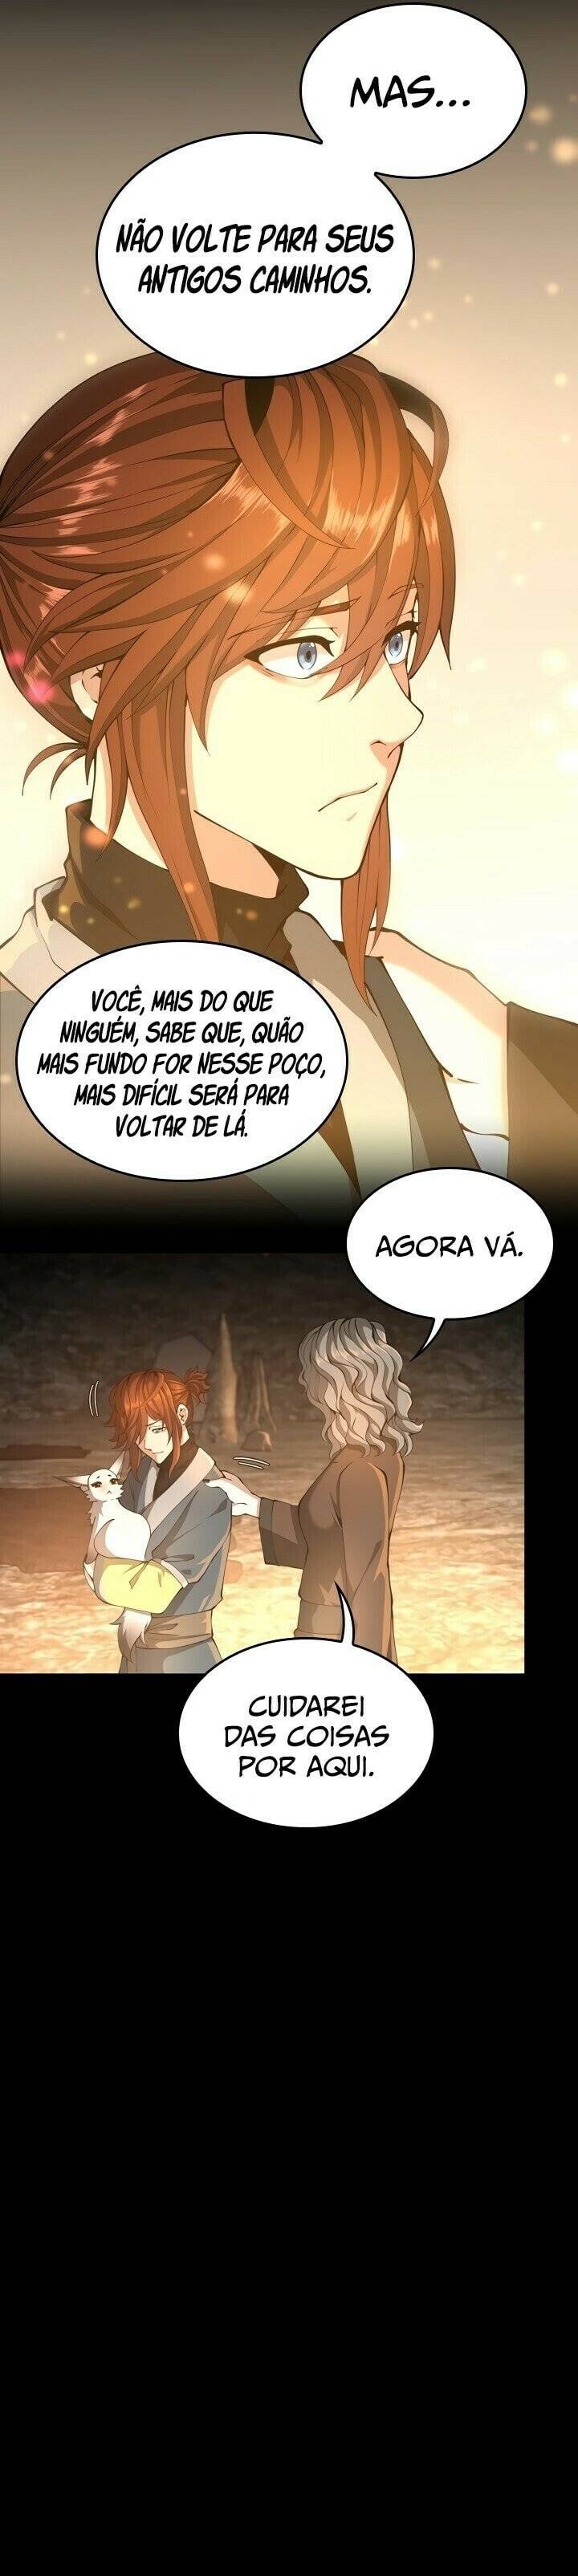 MAS...
NÃO VOLTE PARA SEUS
ANTIGOS CAMINHOS.
VOCÊ, MAIS DO QUE
NINGUÉM, SABE QUE, QUÃO
MAIS FUNDO FOR NESSE POÇO,
MAIS DIFÍCIL SERÁ PARA
VOLTAR DE LÁ.
AGORA VÁ.
CUIDAREI
DAS COISAS
POR AQUI.